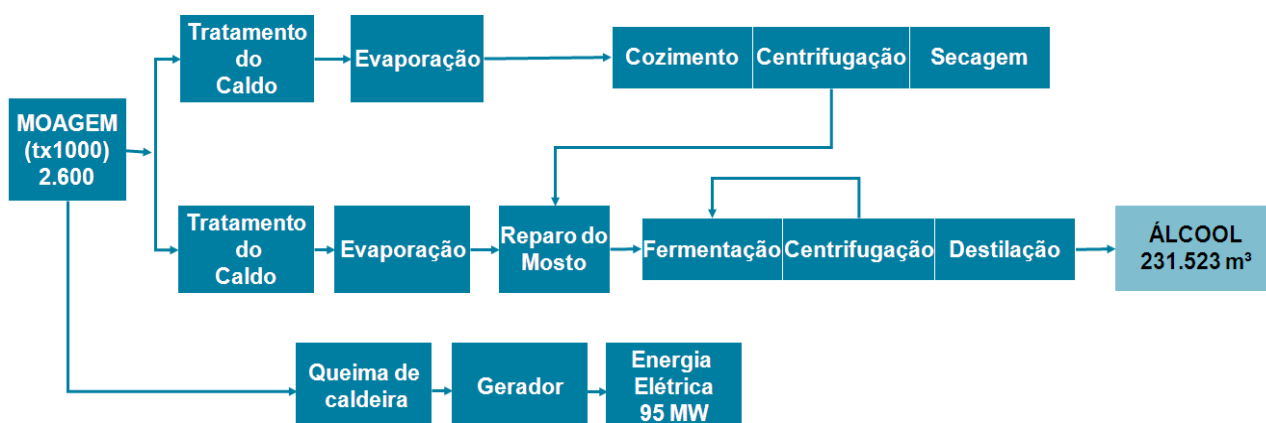 Tratamento
do
Caldo
Evaporação
Cozimento
Centrifugação
Secagem
MOAGEM
(tx1000)
2.600
Tratamento
do
Caldo
Evaporação
Reparo do
Mosto
Fermentação
Centrifugação
Destilação
ÁLCOOL
231.523 m³
Queima de
caldeira
Gerador
Energia
Elétrica
95 MW